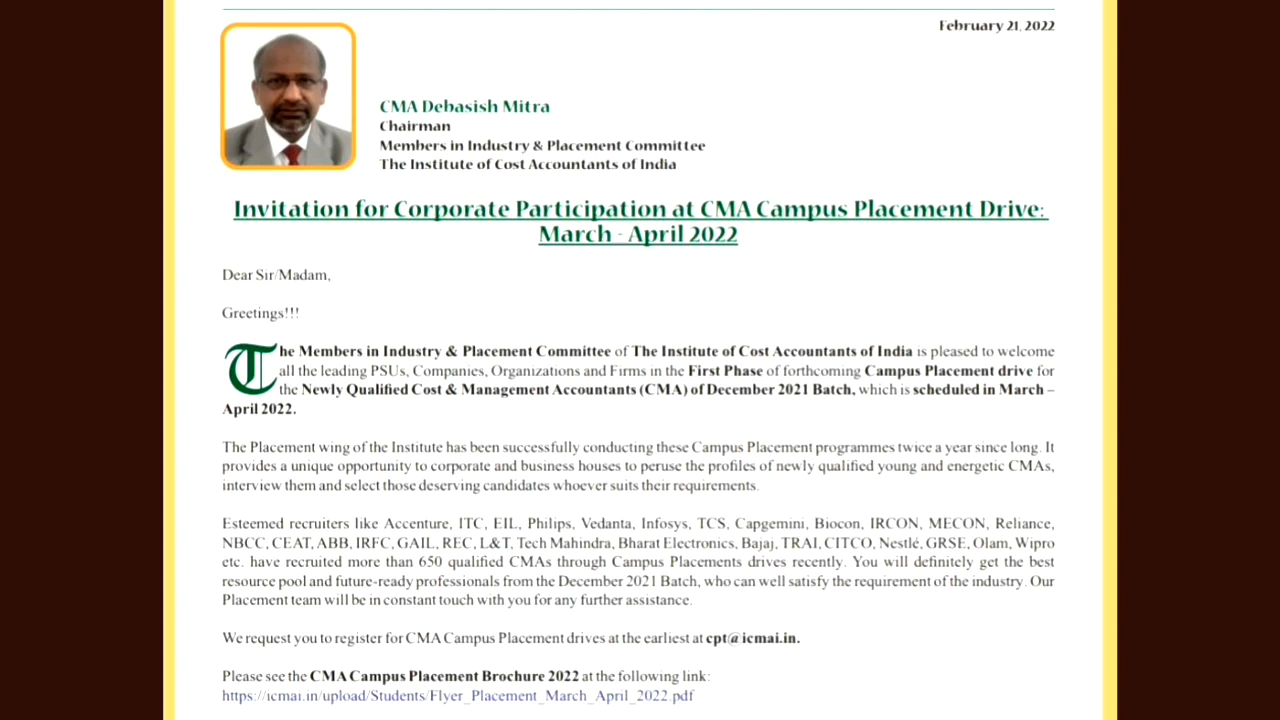 February 21, 2022
CMA Debasish Mitra
Chairman
Members in Industry & Placement Committee
The Institute of Cost Accountants of India
Invitation for Corporate Participation at CMA Campus Placement Drive:
March - April 2022
Dear Sir/Madam,
Greetings!!!
The Members in Industry & Placement Committee of The Institute of Cost Accountants of India is pleased to welcome
all the leading PSUs, Companies, Organizations and Firms in the First Phase of forthcoming Campus Placement drive for
the Newly Qualified Cost & Management Accountants (CMA) of December 2021 Batch, which is scheduled in March –
April 2022.
The Placement wing of the Institute has been successfully conducting these Campus Placement programmes twice a year since long. It
provides a unique opportunity to corporate and business houses to peruse the profiles of newly qualified young and energetic CMAs,
interview them and select those deserving candidates whoever suits their requirements.
Esteemed recruiters like Accenture, ITC, EIL, Philips, Vedanta, Infosys, TCS, Capgemini, Biocon, IRCON, MECON, Reliance,
NBCC, CEAT, ABB, IRFC, GAIL, REC, L&T, Tech Mahindra, Bharat Electronics, Bajaj, TRAI, CITCO, Nestlé, GRSE, Olam, Wipro
etc. have recruited more than 650 qualified CMAs through Campus Placements drives recently. You will definitely get the best
resource pool and future-ready professionals from the December 2021 Batch, who can well satisfy the requirement of the industry. Our
Placement team will be in constant touch with you for any further assistance.
We request you to register for CMA Campus Placement drives at the earliest at cpt@icmai.in.
Please see the CMA Campus Placement Brochure 2022 at the following link:
https://icmai.in/upload/Students/Flyer_Placement_March_April_2022.pdf